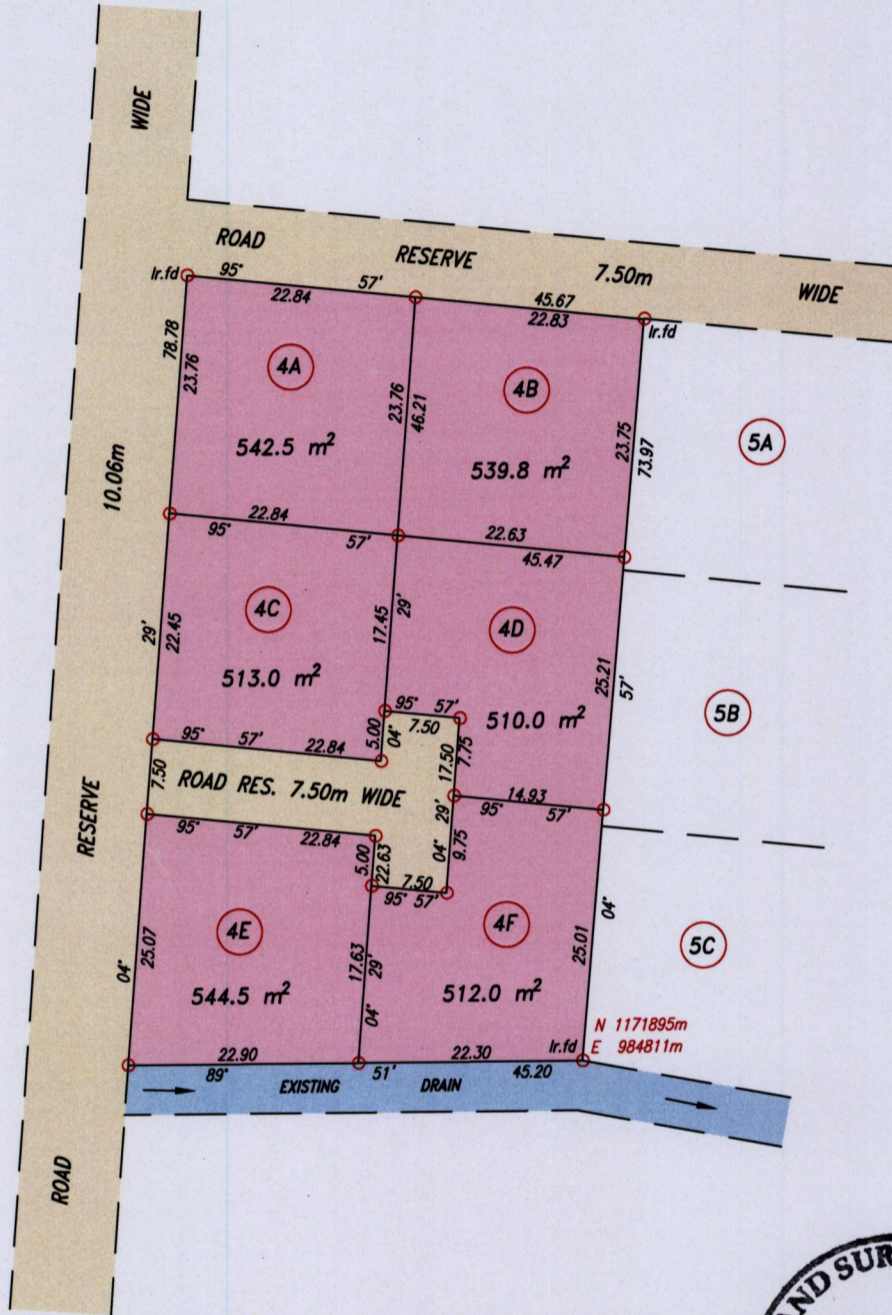 WIDE
ROAD RESERVE 7.50m WIDE
Ir.fd 95° 57'
22.84
45.67
22.83
Ir.fd
78.78
23.76
4A
23.76
46.21
4B
23.75
73.97
5A
542.5 m²
539.8 m²
10.06m
22.84
95° 57'
22.63
45.47
29'
22.45
4C
17.45
29'
4D
25.21
57'
513.0 m²
510.0 m²
5B
95° 57'
7.50
5.00
04°
17.50
7.75
95° 57' 22.84
7.50
ROAD RES. 7.50m WIDE
14.93
95° 57'
RESERVE
95° 57' 22.84
29'
04°
9.75
5.00
22.63
7.50
95° 57'
4E
4F
04°
5C
04°
25.07
544.5 m²
17.63
29'
04°
512.0 m²
25.01
N 1171895m
E 984811m
Ir.fd
22.90
22.30
89° 51' 45.20
EXISTING DRAIN
ROAD
AND SUR